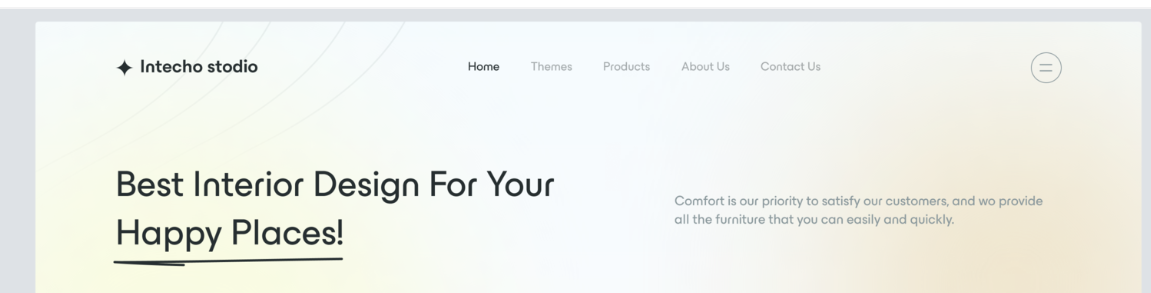 Intecho studio
Home Themes Products About Us Contact Us
Best Interior Design For Your
Happy Places!
Comfort is our priority to satisfy our customers, and wo provide
all the furniture that you can easily and quickly.